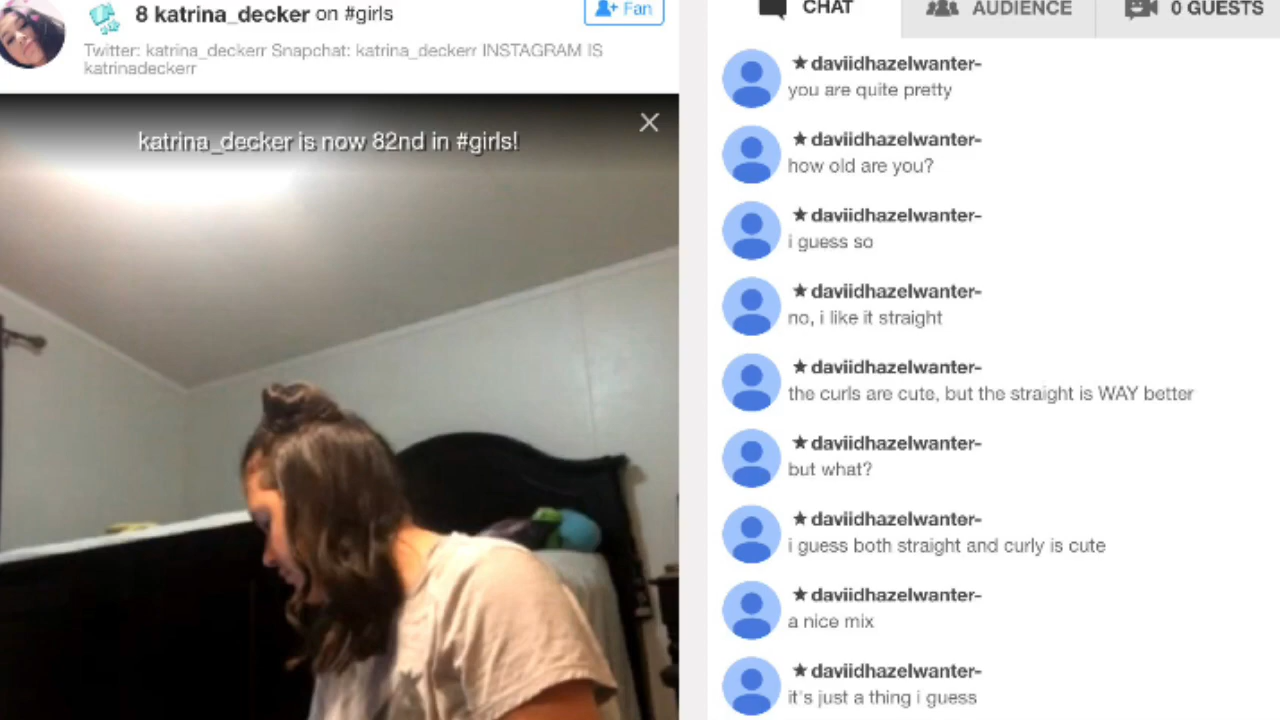 8 katrina_decker on #girls
Fan
Twitter: katrina_deckerr Snapchat: katrina_deckerr INSTAGRAM IS
katrinadeckerr
katrina_decker is now 82nd in #girls!
CHAT
AUDIENCE
0 GUESTS
daviidhazelwanter-
you are quite pretty
daviidhazelwanter-
how old are you?
daviidhazelwanter-
i guess so
daviidhazelwanter-
no, i like it straight
daviidhazelwanter-
the curls are cute, but the straight is WAY better
daviidhazelwanter-
but what?
daviidhazelwanter-
i guess both straight and curly is cute
daviidhazelwanter-
a nice mix
daviidhazelwanter-
it's just a thing i guess